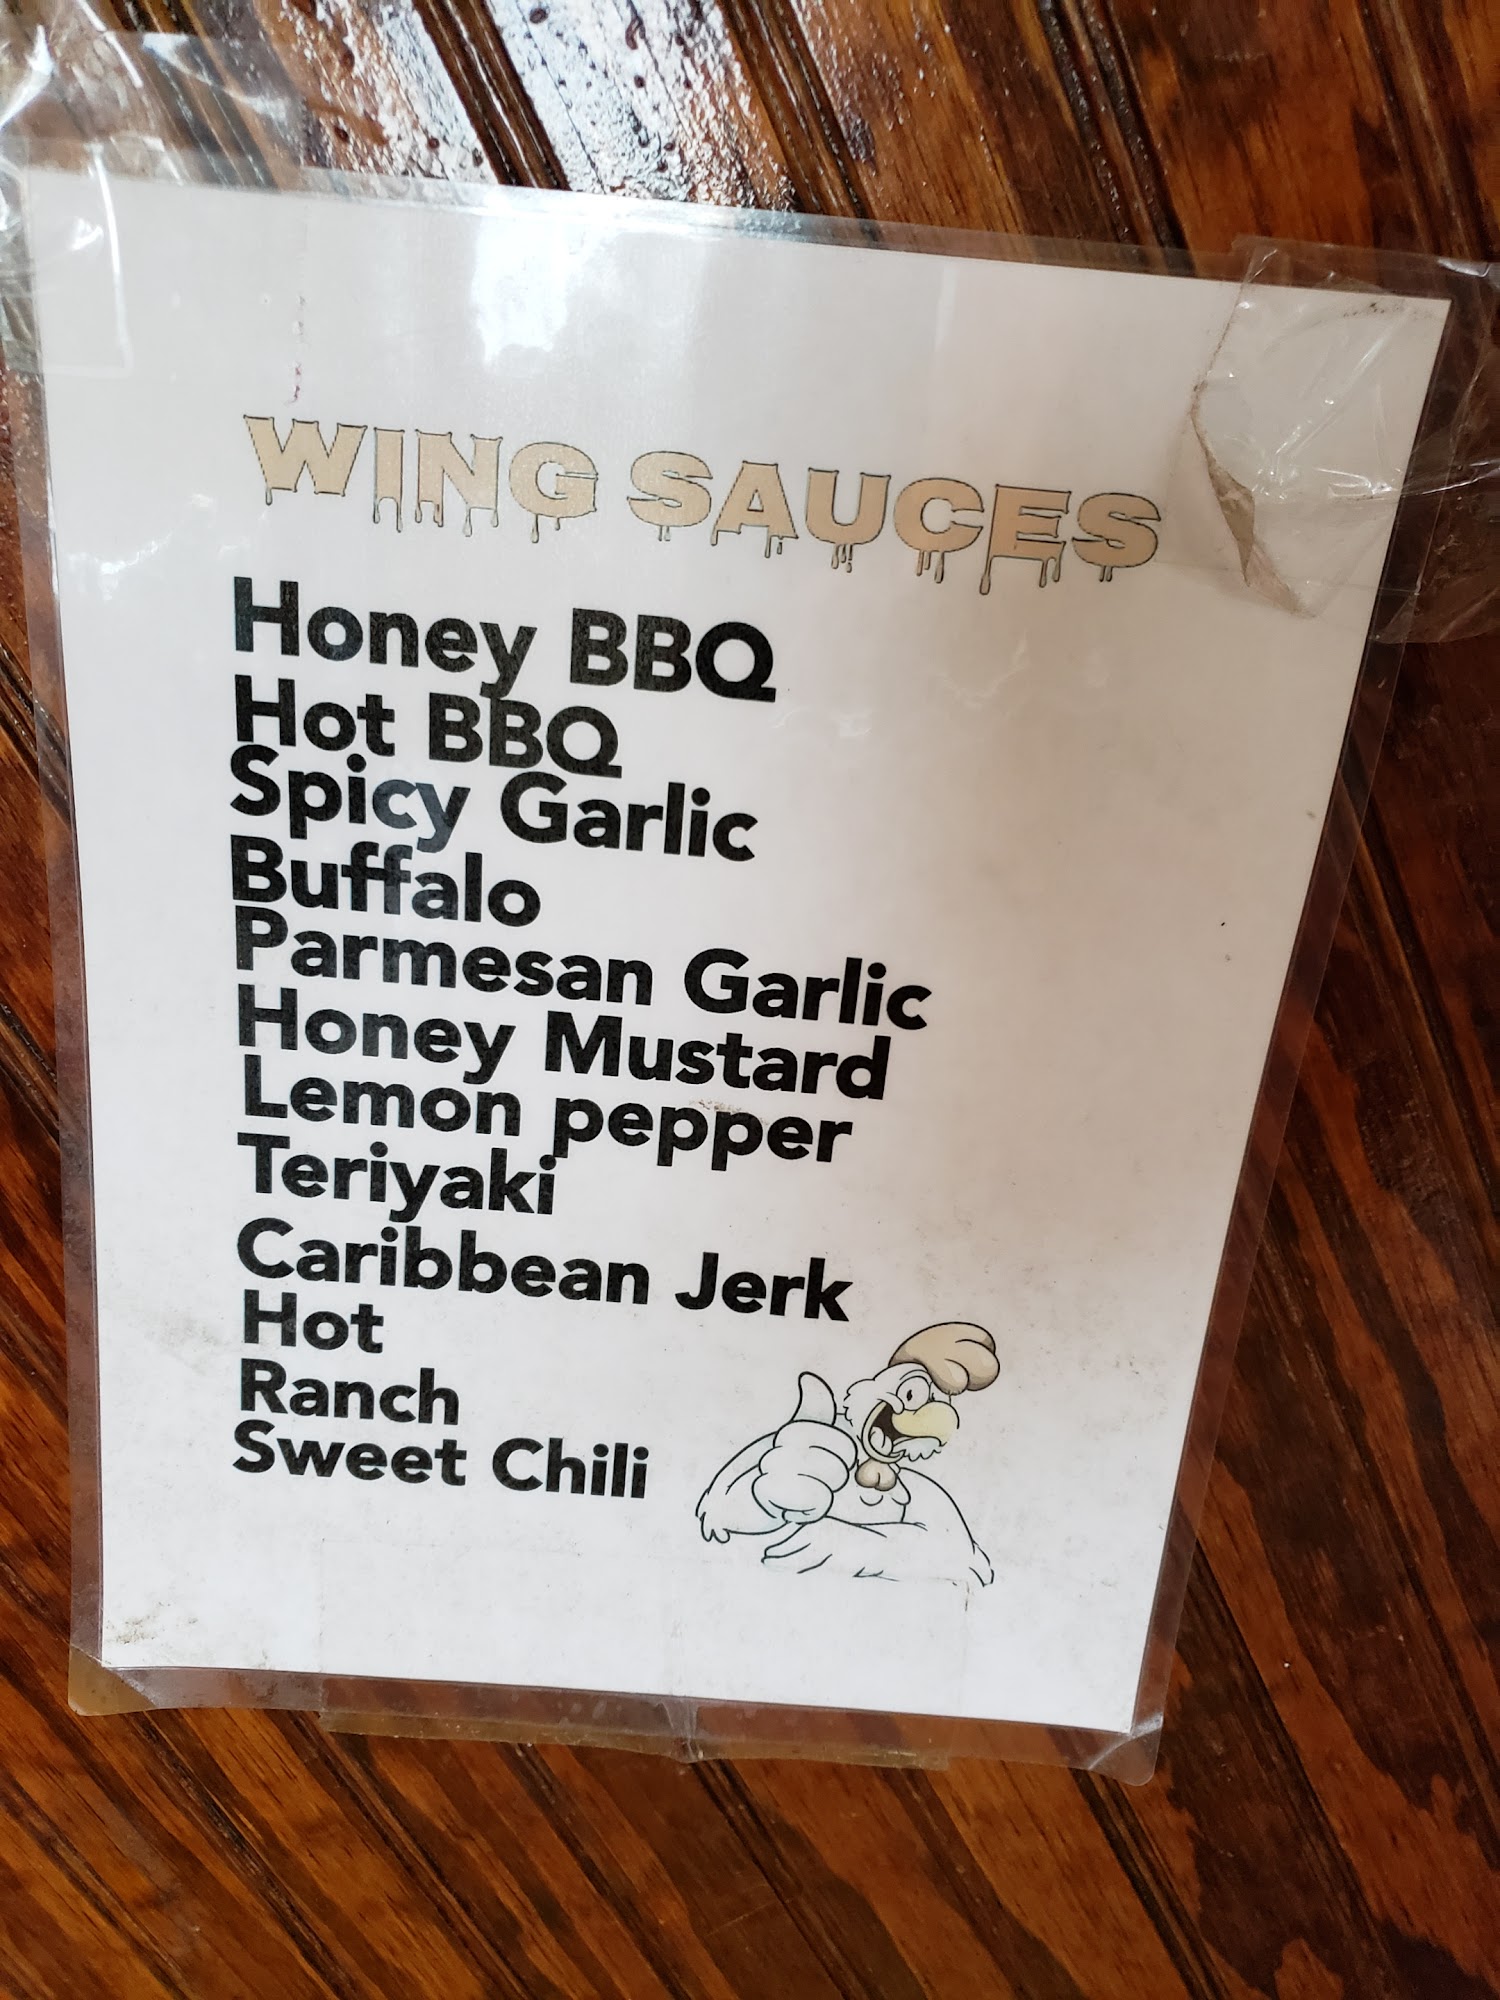 WING SAUCES
Honey BBQ
Hot BBQ
Spicy Garlic
Buffalo
Parmesan Garlic
Honey Mustard
Lemon pepper
Teriyaki
Caribbean Jerk
Hot
Ranch
Sweet Chili